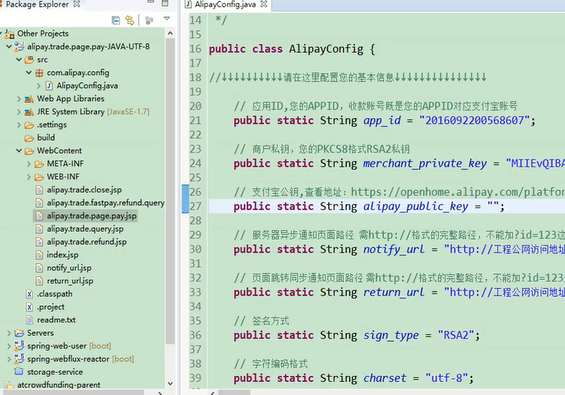 Package Explorer
Other Projects
alipay.trade.page.pay-JAVA-UTF-8
src
com.alipay.config
AlipayConfig.java
Web App Libraries
JRE System Library [JavaSE-1.7]
.settings
build
WebContent
META-INF
WEB-INF
alipay.trade.close.jsp
alipay.trade.fastpay.refund.query
alipay.trade.page.pay.jsp
alipay.trade.query.jsp
alipay.trade.refund.jsp
index.jsp
notify_url.jsp
return_url.jsp
.classpath
.project
readme.txt
Servers
spring-web-user [boot]
spring-webflux-reactor [boot]
storage-service
atcrowdfunding-parent
AlipayConfig.java
14 */
15
16 public class AlipayConfig {
17
18 //↓↓↓↓↓↓↓↓↓↓请在这里配置您的基本信息↓↓↓↓↓↓↓↓↓↓↓↓↓↓↓
19
20 // 应用ID,您的APPID，收款账号既是您的APPID对应支付宝账号
21 public static String app_id = "2016092200568607";
22
23 // 商户私钥，您的PKCS8格式RSA2私钥
24 public static String merchant_private_key = "MIIEvQIBA
25
26 // 支付宝公钥,查看地址：https://openhome.alipay.com/platfor
27 public static String alipay_public_key = "";
28
29 // 服务器异步通知页面路径 需http://格式的完整路径，不能加?id=123这
30 public static String notify_url = "http://工程公网访问地址
31
32 // 页面跳转同步通知页面路径 需http://格式的完整路径，不能加?id=123
33 public static String return_url = "http://工程公网访问地址
34
35 // 签名方式
36 public static String sign_type = "RSA2";
37
38 // 字符编码格式
39 public static String charset = "utf-8";